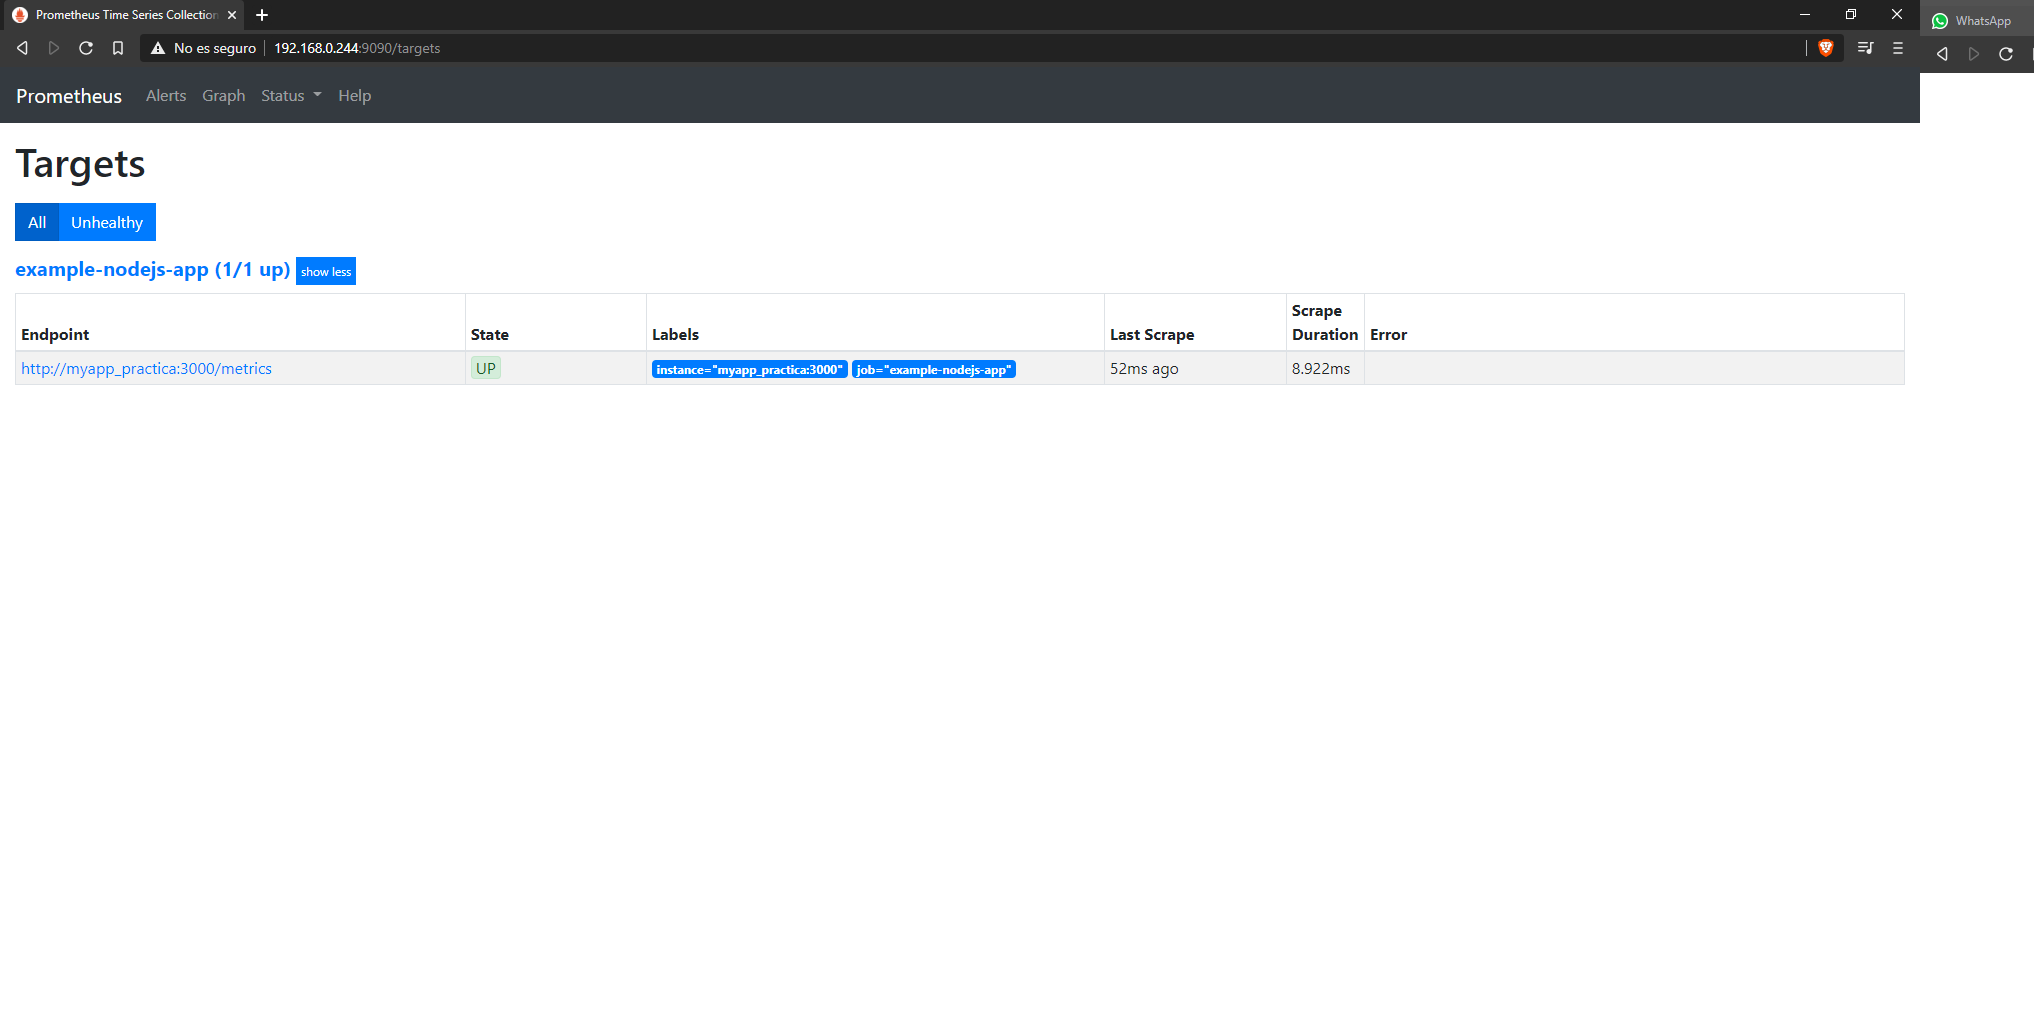 Prometheus Time Series Collection
WhatsApp
No es seguro
192.168.0.244:9090/targets
Prometheus Alerts Graph Status Help
Targets
All Unhealthy
example-nodejs-app (1/1 up) show less
Endpoint State Labels Last Scrape Scrape Duration Error
http://myapp_practica:3000/metrics UP instance="myapp_practica:3000" job="example-nodejs-app" 52ms ago 8.922ms